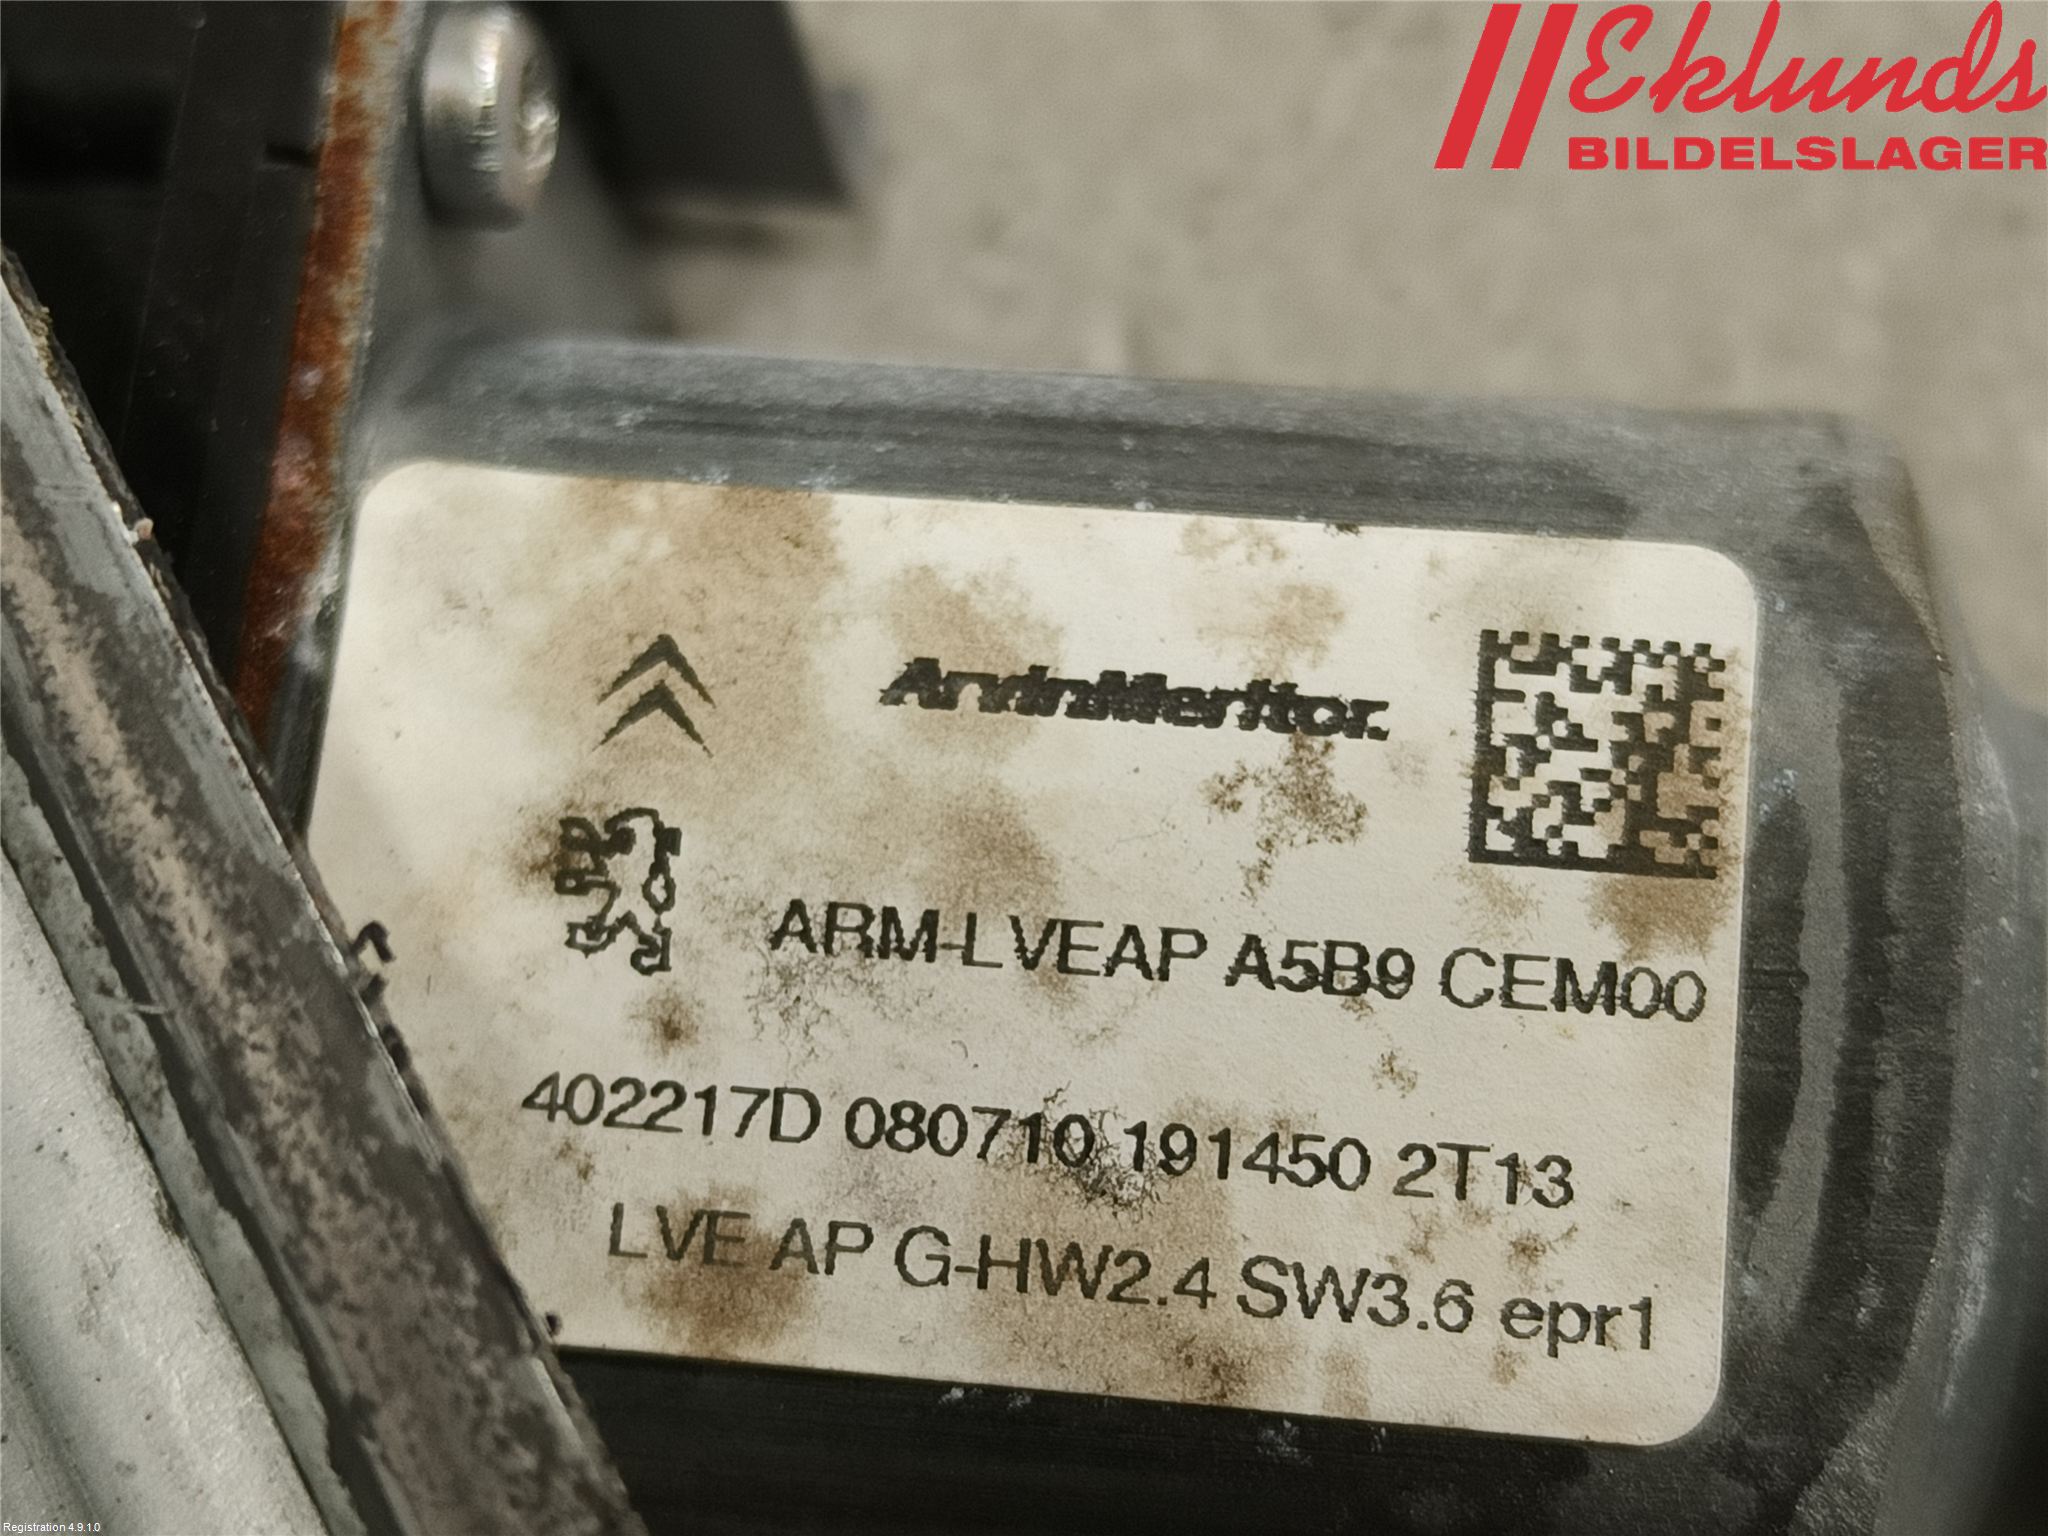 Eklunds
BILDELSLAGER
ArvinMeritor.
ARM-LVEAP A5B9 CEM00
402217D 080710 191450 2T13
LVE AP G-HW2.4 SW3.6 epr1
Registration 4.9.1.0